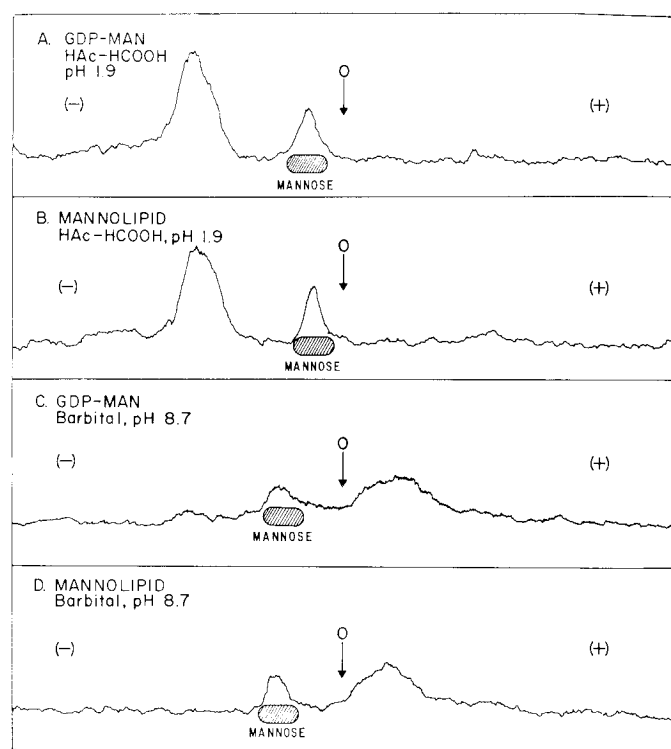 A. GDP-MAN
HAc-HCOOH
pH 1.9
O
(-)
(+)
MANNOSE
B. MANNOLIPID
HAc-HCOOH, pH 1.9
O
(-)
(+)
MANNOSE
C. GDP-MAN
Barbital, pH 8.7
O
(-)
(+)
MANNOSE
D. MANNOLIPID
Barbital, pH 8.7
O
(-)
(+)
MANNOSE